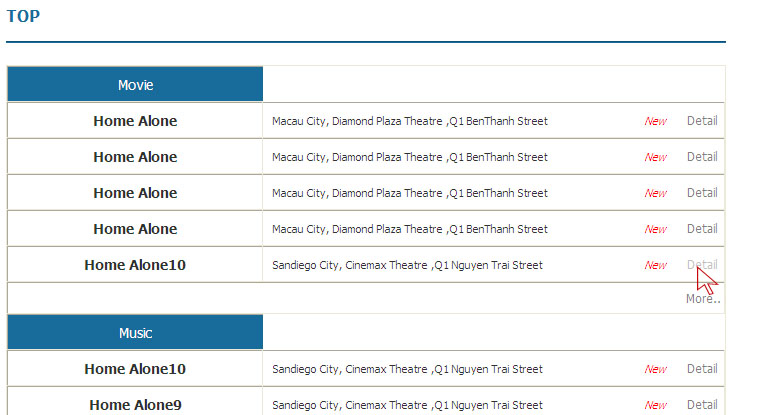 TOP
Movie
Home Alone Macau City, Diamond Plaza Theatre ,Q1 BenThanh Street New Detail
Home Alone Macau City, Diamond Plaza Theatre ,Q1 BenThanh Street New Detail
Home Alone Macau City, Diamond Plaza Theatre ,Q1 BenThanh Street New Detail
Home Alone Macau City, Diamond Plaza Theatre ,Q1 BenThanh Street New Detail
Home Alone10 Sandiego City, Cinemax Theatre ,Q1 Nguyen Trai Street New Detail
More..
Music
Home Alone10 Sandiego City, Cinemax Theatre ,Q1 Nguyen Trai Street New Detail
Home Alone9 Sandiego City, Cinemax Theatre ,Q1 Nguyen Trai Street New Detail